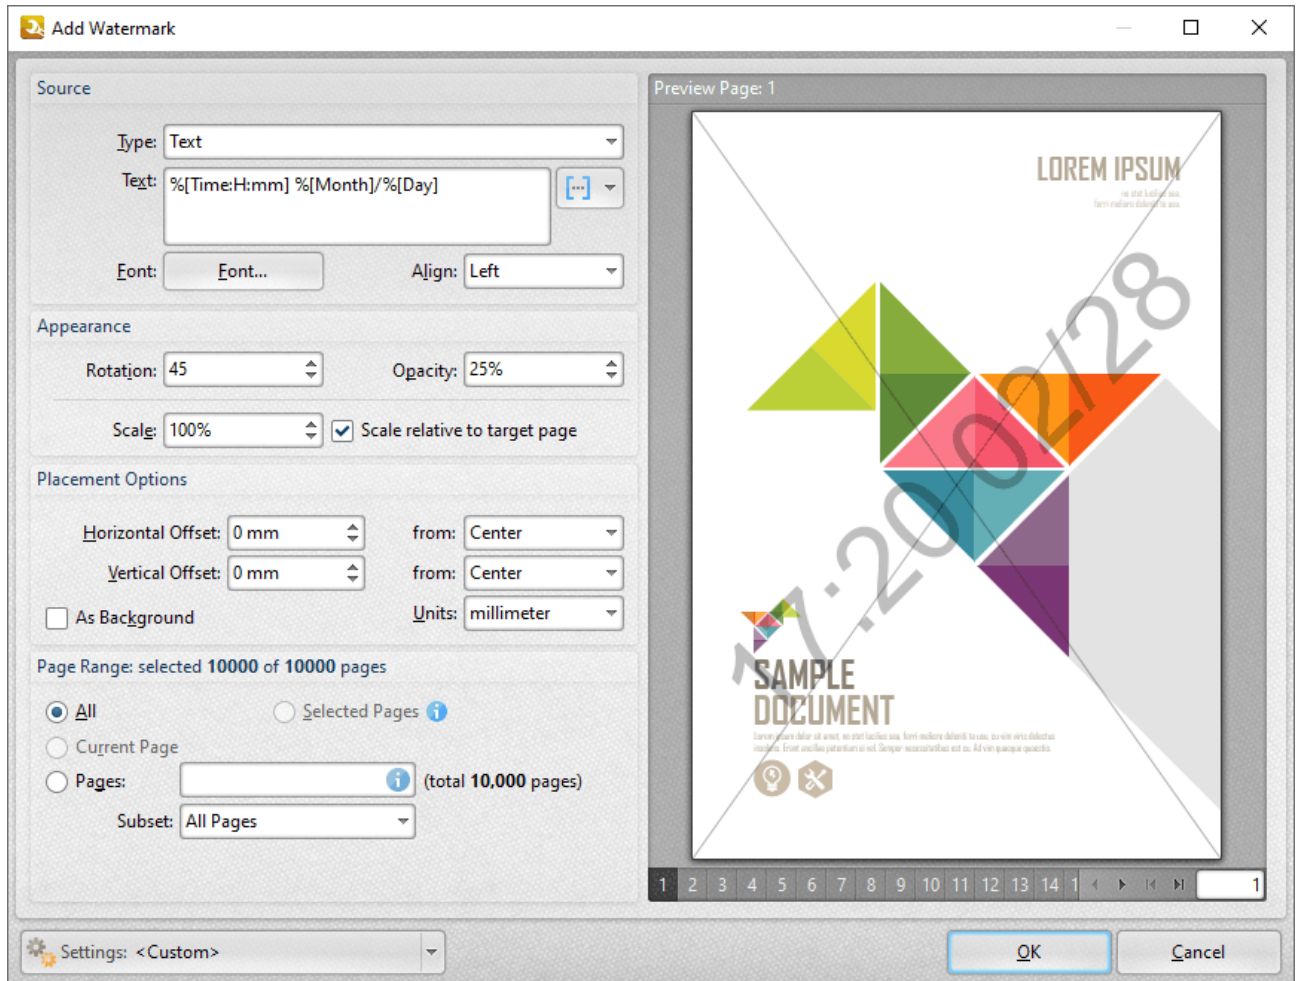 Add Watermark
Source
Type: Text
Text: %[Time:H:mm] %[Month]/%[Day]
Font: Font... Align: Left
Appearance
Rotation: 45 Opacity: 25%
Scale: 100% Scale relative to target page
Placement Options
Horizontal Offset: 0 mm from: Center
Vertical Offset: 0 mm from: Center
As Background Units: millimeter
Page Range: selected 10000 of 10000 pages
All Selected Pages
Current Page
Pages: (total 10,000 pages)
Subset: All Pages
Preview Page: 1
LOREM IPSUM
17:20 02/28
SAMPLE
DOCUMENT
1 2 3 4 5 6 7 8 9 10 11 12 13 14 1 1
Settings: <Custom> OK Cancel